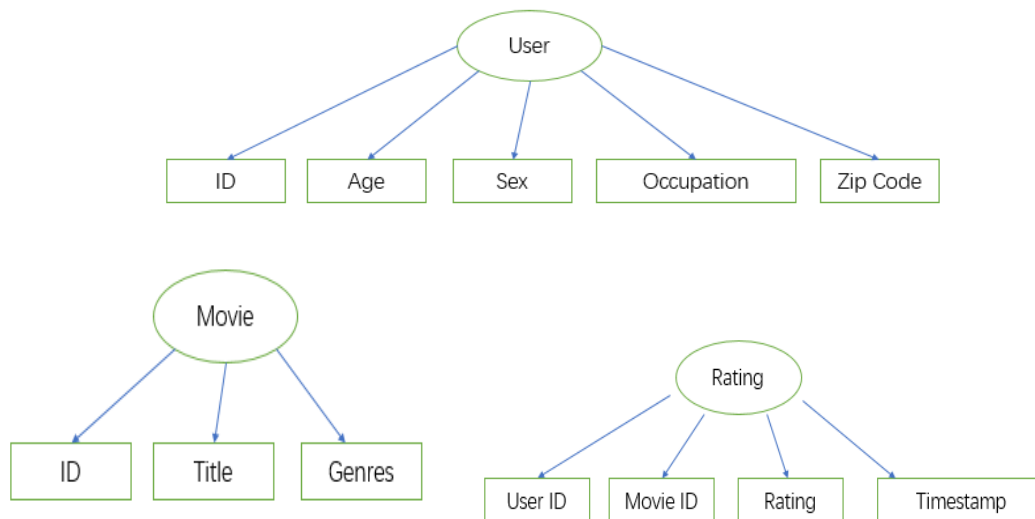 User
ID
Age
Sex
Occupation
Zip Code
Movie
ID
Title
Genres
Rating
User ID
Movie ID
Rating
Timestamp